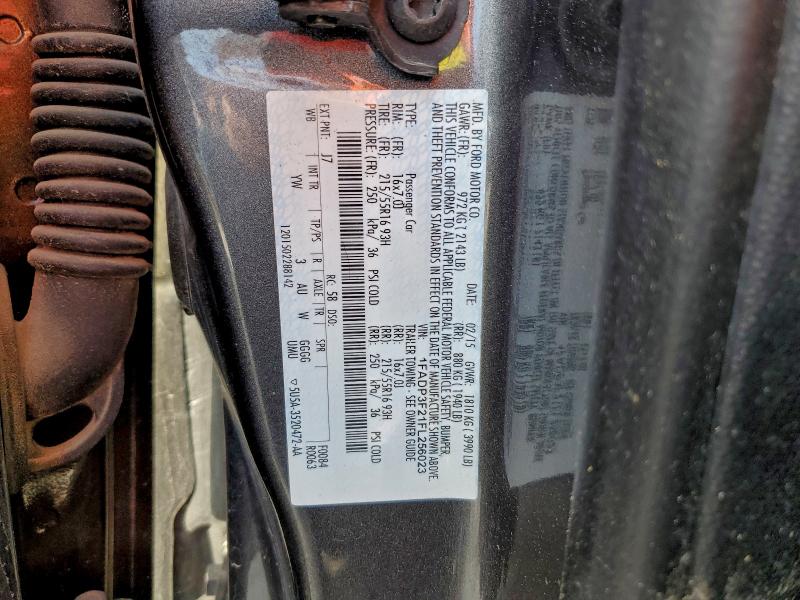 MFD. BY FORD MOTOR CO.
DATE: 02/15 GVWR: 1810 KG ( 3990 LB)
GAWR: (FR): 972 KG ( 2143 LB) (RR): 880 KG ( 1940 LB)
THIS VEHICLE CONFORMS TO ALL APPLICABLE FEDERAL MOTOR VEHICLE SAFETY, BUMPER,
AND THEFT PREVENTION STANDARDS IN EFFECT ON THE DATE OF MANUFACTURE SHOWN ABOVE.
VIN: 1FADP3F21FL256023
TYPE: Passenger Car TRAILER TOWING - SEE OWNER GUIDE
RIM: (FR): 16x7.0J (RR): 16x7.0J
TIRE: (FR): 215/55R16 93H (RR): 215/55R16 93H
PRESSURE: (FR): 250 kPa/ 36 PSI COLD (RR): 250 kPa/ 36 PSI COLD
EXT PNT: J7 RC: 58 DSO: F0084
WB INT TR TP/PS R AXLE TR SPR R0063
YW 3 AU W GGGG UMU
1201502288142 ▽5U5A-3520472-AA